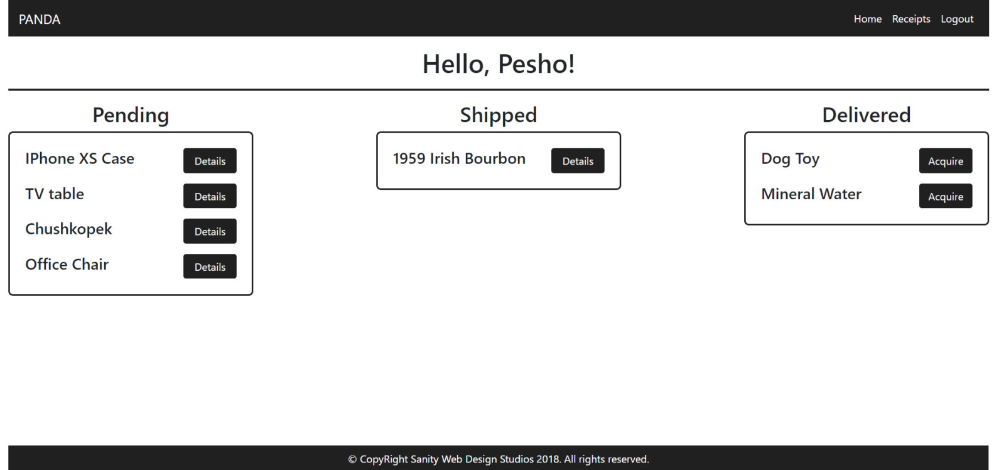 PANDA
Home Receipts Logout
Hello, Pesho!
Pending
IPhone XS Case Details
TV table Details
Chushkopek Details
Office Chair Details
Shipped
1959 Irish Bourbon Details
Delivered
Dog Toy Acquire
Mineral Water Acquire
© CopyRight Sanity Web Design Studios 2018. All rights reserved.